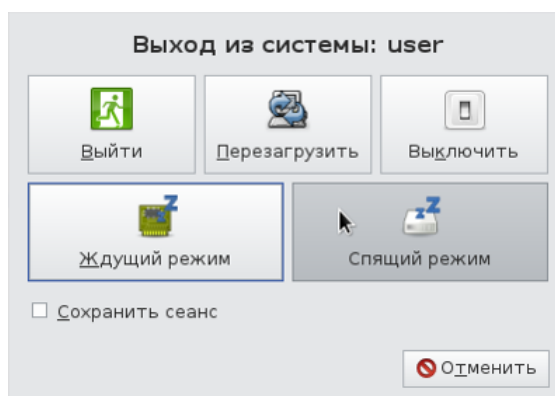 Выход из системы: user
Выйти
Перезагрузить
Выключить
Ждущий режим
Спящий режим
Сохранить сеанс
Отменить